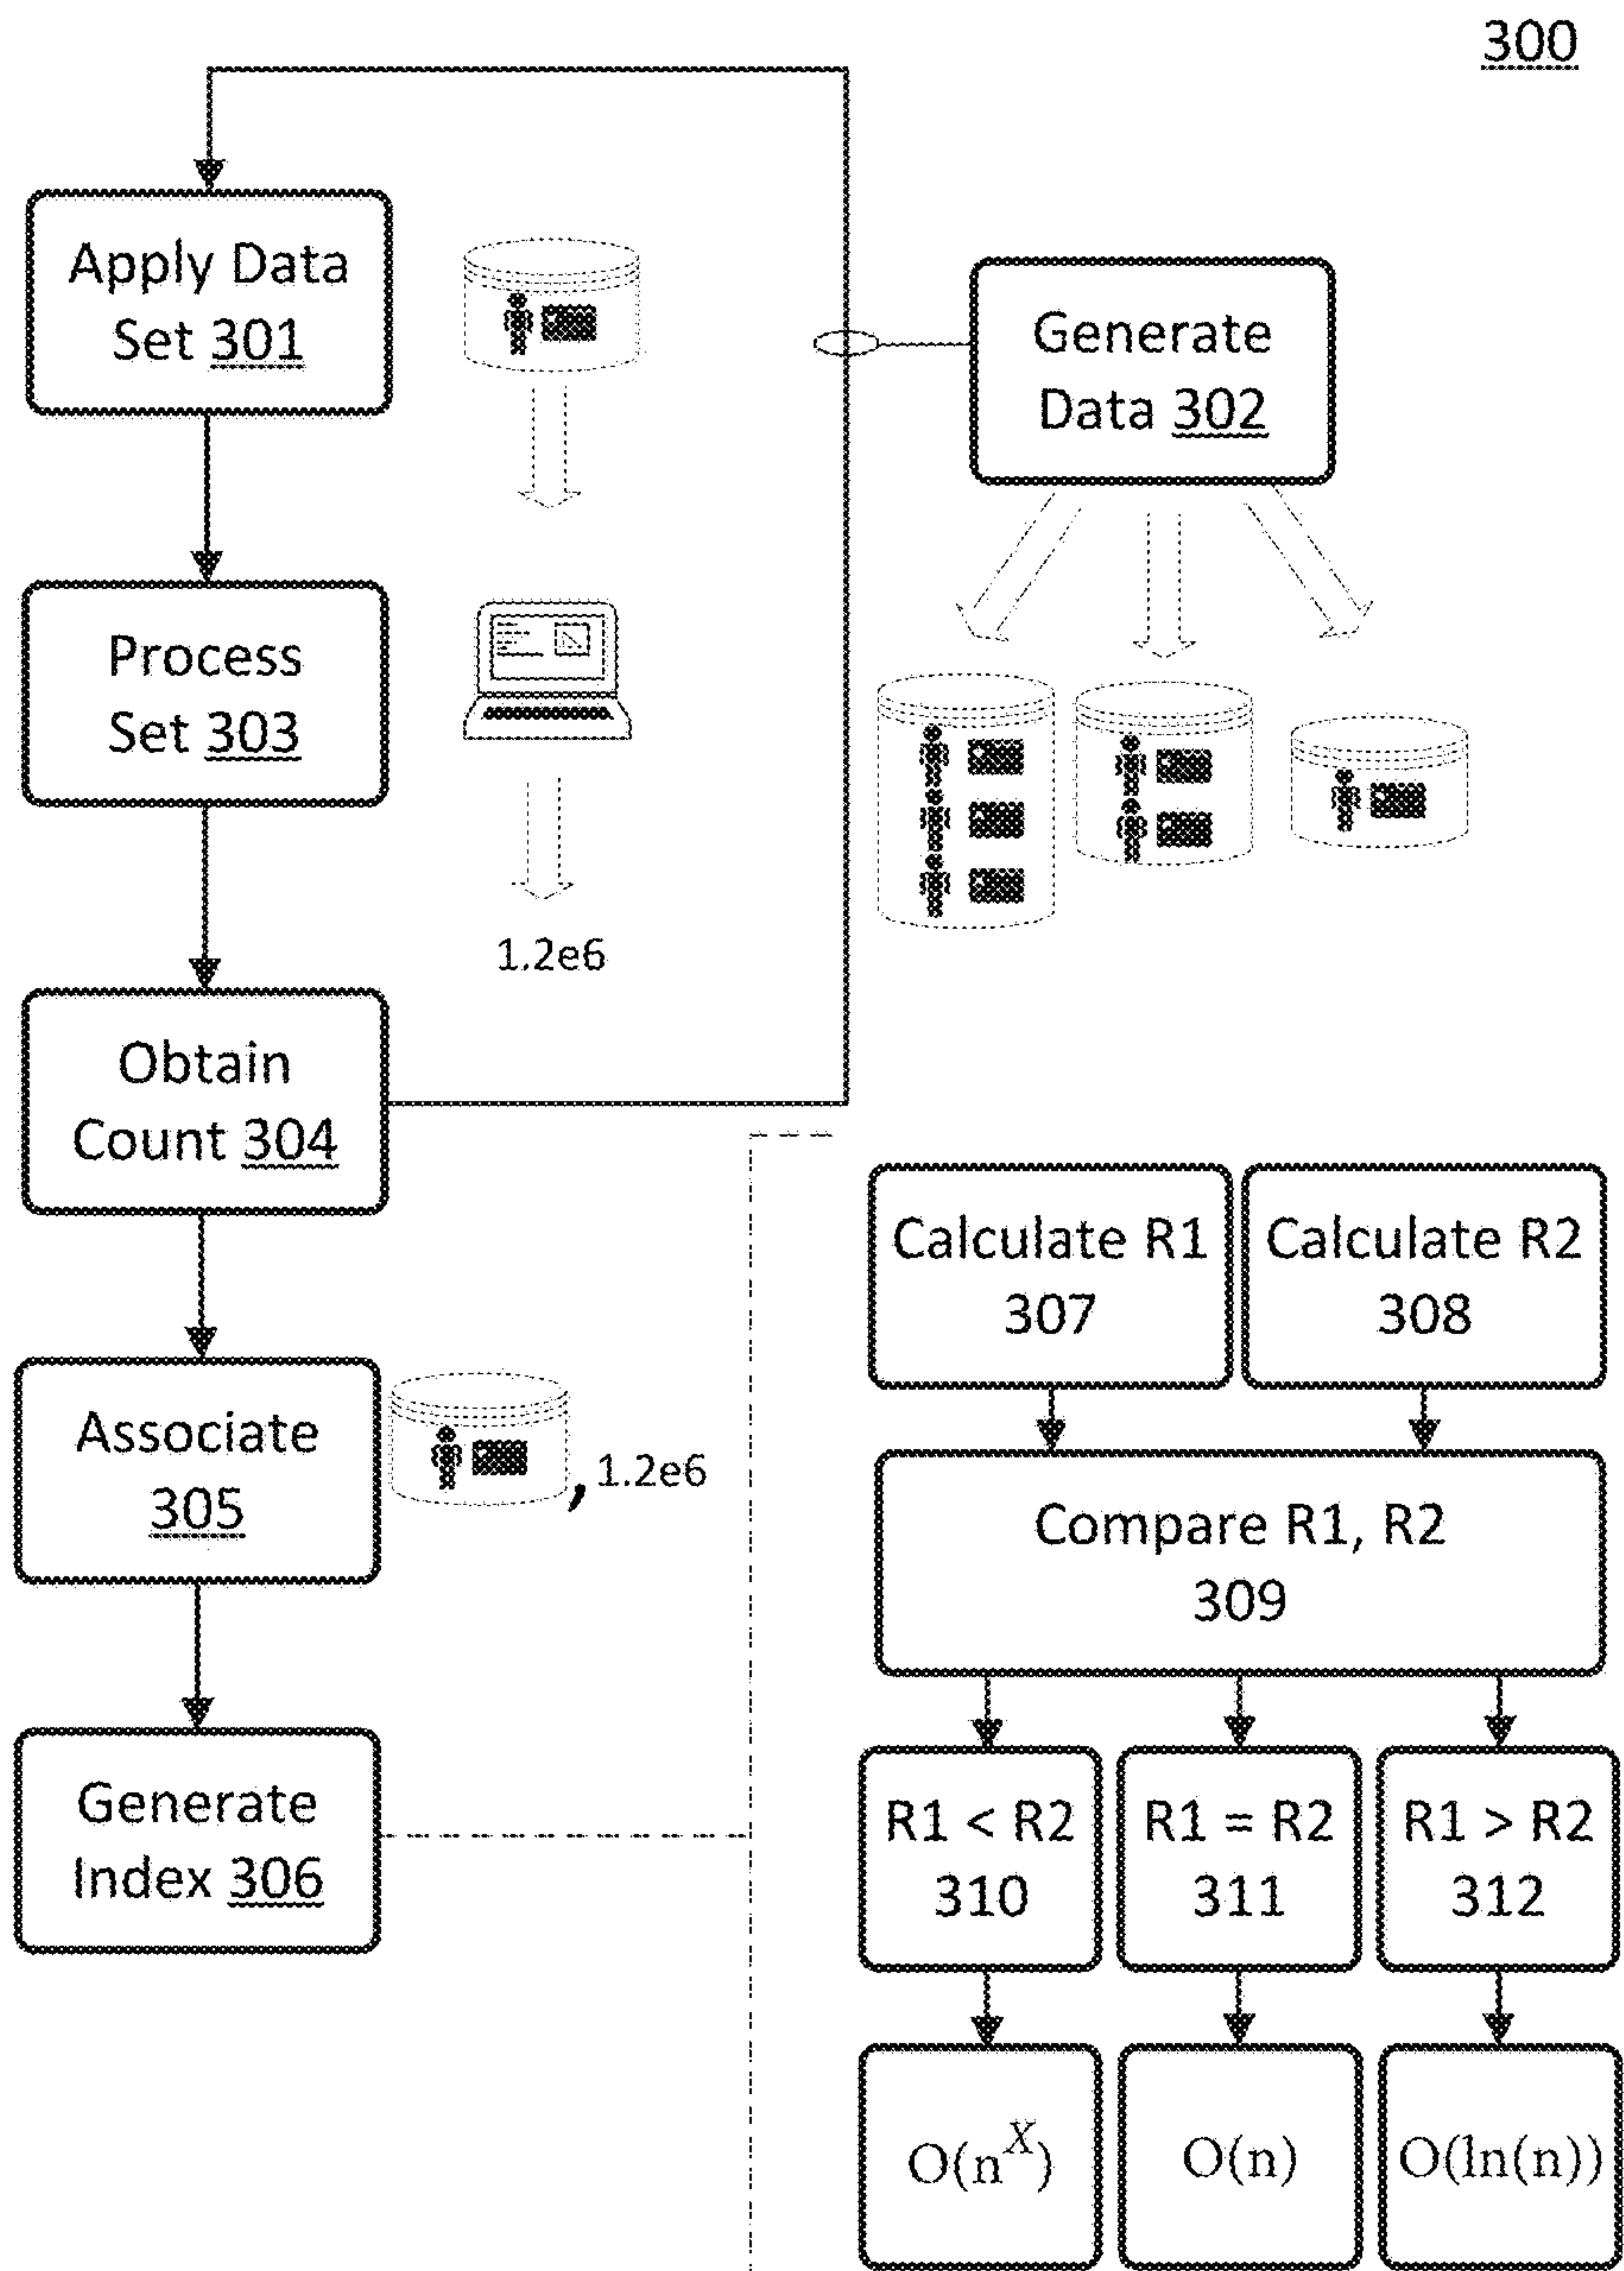 300
Apply Data
Set 301
Generate
Data 302
Process
Set 303
1.2e6
Obtain
Count 304
Calculate R1
307
Calculate R2
308
Associate
305
, 1.2e6
Compare R1, R2
309
Generate
Index 306
R1 < R2
310
R1 = R2
311
R1 > R2
312
O(n^X)
O(n)
O(ln(n))